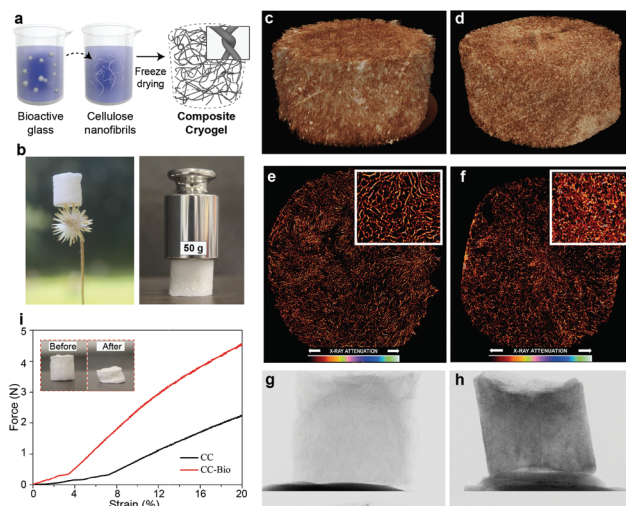 a
Bioactive
glass
Cellulose
nanofibrils
Freeze
drying
Composite
Cryogel
b
50 g
c
d
e
X-RAY ATTENUATION
f
X-RAY ATTENUATION
g
h
i
Before
After
Force (N)
5
4
3
2
1
0
CC
CC-Bio
0
4
8
12
16
20
Strain (%)